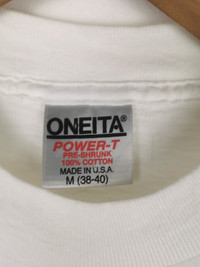 ONEITA®
POWER-T
PRE-SHRUNK
100% COTTON
MADE IN U.S.A.
M (38-40)